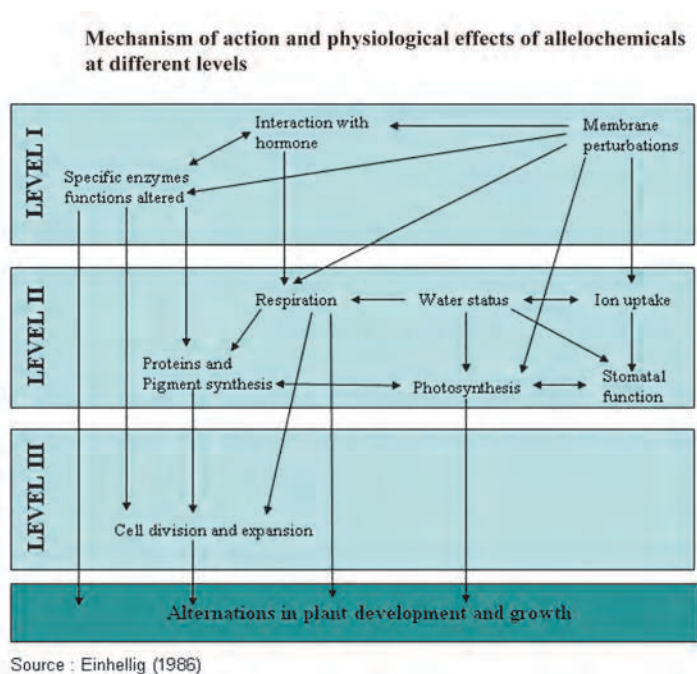 Mechanism of action and physiological effects of allelochemicals
at different levels
LEVEL I
Interaction with
hormone
Membrane
perturbations
Specific enzymes
functions altered
LEVEL II
Respiration
Water status
Ion uptake
Proteins and
Pigment synthesis
Photosynthesis
Stomatal
function
LEVEL III
Cell division and expansion
Alternations in plant development and growth
Source : Einhellig (1986)